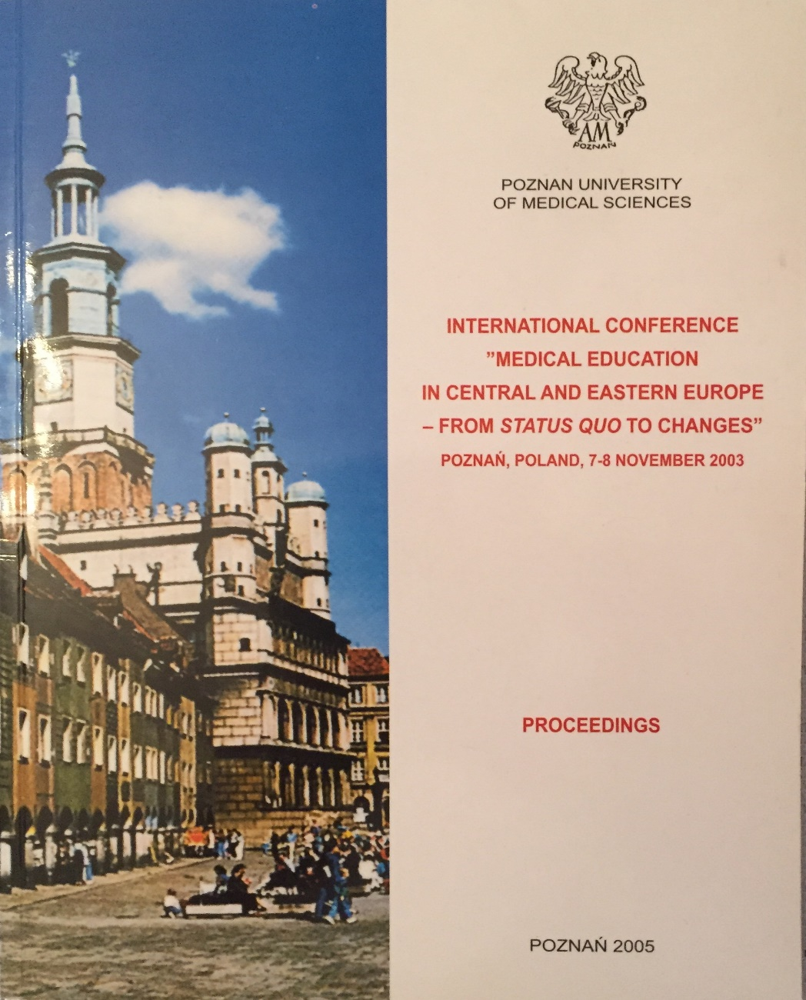 AM
POZNAŃ
POZNAN UNIVERSITY
OF MEDICAL SCIENCES
INTERNATIONAL CONFERENCE
”MEDICAL EDUCATION
IN CENTRAL AND EASTERN EUROPE
– FROM STATUS QUO TO CHANGES”
POZNAŃ, POLAND, 7-8 NOVEMBER 2003
PROCEEDINGS
POZNAŃ 2005